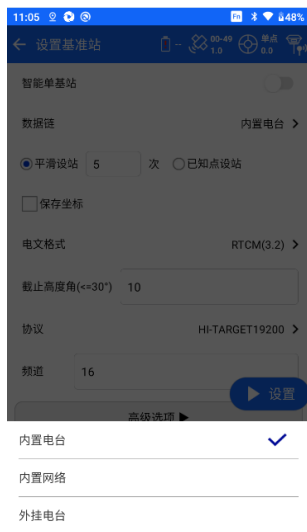 11:05 48%
设置基准站 -- 00-49 单点
1.0 0.0
智能单基站
数据链 内置电台
平滑设站 5 次 已知点设站
保存坐标
电文格式 RTCM(3.2)
截止高度角(<=30°) 10
协议 HI-TARGET19200
频道 16
设置
高级选项
内置电台
内置网络
外挂电台